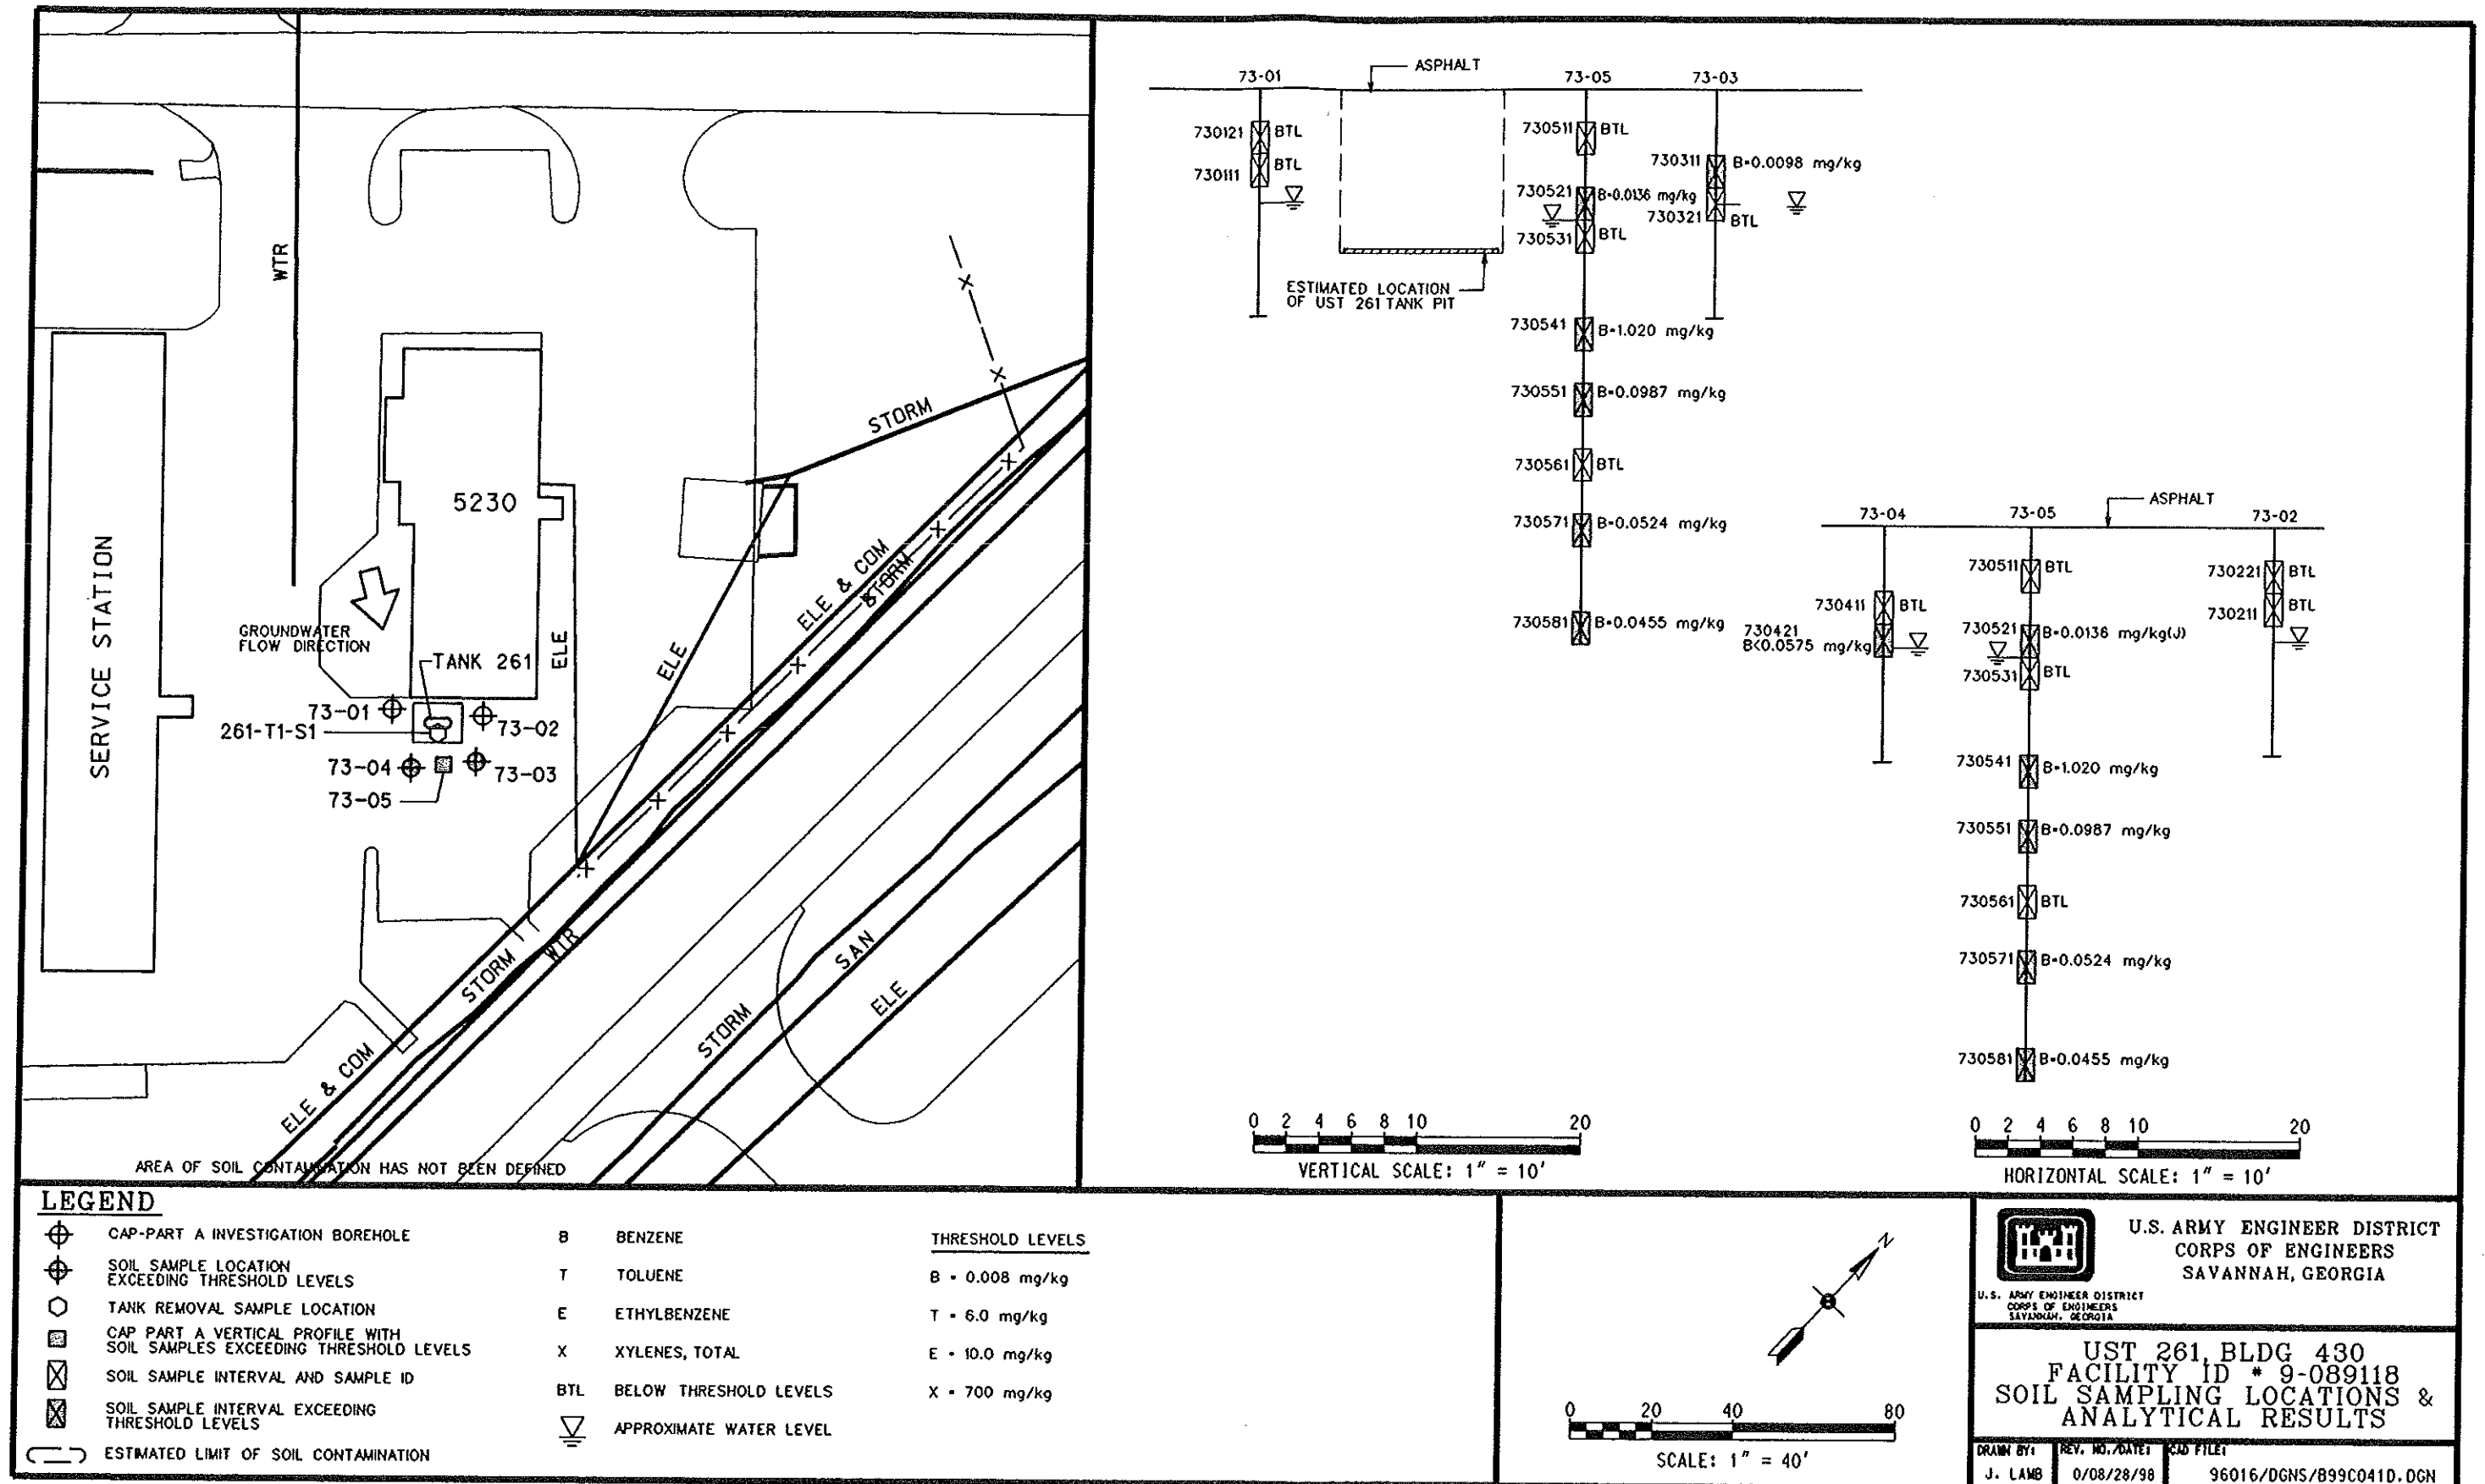 WTR
5230
SERVICE STATION
GROUNDWATER
FLOW DIRECTION
TANK 261
ELE
73-01
261-T1-S1
73-02
73-04
73-03
73-05
STORM
ELE & COM
STORM
ELE
STORM
WTR
SAN
STORM
ELE
ELE & COM
AREA OF SOIL CONTAMINATION HAS NOT BEEN DEFINED
73-01
ASPHALT
73-05
73-03
730121 BTL
730111 BTL
730511 BTL
730521 B=0.0136 mg/kg
730531 BTL
730311 B=0.0098 mg/kg
730321 BTL
ESTIMATED LOCATION
OF UST 261 TANK PIT
730541 B=1.020 mg/kg
730551 B=0.0987 mg/kg
730561 BTL
730571 B=0.0524 mg/kg
730581 B=0.0455 mg/kg
73-04
73-05
ASPHALT
73-02
730411 BTL
730421
B<0.0575 mg/kg
730511 BTL
730521 B=0.0136 mg/kg(J)
730531 BTL
730221 BTL
730211 BTL
730541 B=1.020 mg/kg
730551 B=0.0987 mg/kg
730561 BTL
730571 B=0.0524 mg/kg
730581 B=0.0455 mg/kg
0 2 4 6 8 10 20
VERTICAL SCALE: 1" = 10'
0 2 4 6 8 10 20
HORIZONTAL SCALE: 1" = 10'
LEGEND
CAP-PART A INVESTIGATION BOREHOLE
SOIL SAMPLE LOCATION
EXCEEDING THRESHOLD LEVELS
TANK REMOVAL SAMPLE LOCATION
CAP PART A VERTICAL PROFILE WITH
SOIL SAMPLES EXCEEDING THRESHOLD LEVELS
SOIL SAMPLE INTERVAL AND SAMPLE ID
SOIL SAMPLE INTERVAL EXCEEDING
THRESHOLD LEVELS
ESTIMATED LIMIT OF SOIL CONTAMINATION
B BENZENE
T TOLUENE
E ETHYLBENZENE
X XYLENES, TOTAL
BTL BELOW THRESHOLD LEVELS
APPROXIMATE WATER LEVEL
THRESHOLD LEVELS
B = 0.008 mg/kg
T = 6.0 mg/kg
E = 10.0 mg/kg
X = 700 mg/kg
N
0 20 40 80
SCALE: 1" = 40'
U.S. ARMY ENGINEER DISTRICT
CORPS OF ENGINEERS
SAVANNAH, GEORGIA
U.S. ARMY ENGINEER DISTRICT
CORPS OF ENGINEERS
SAVANNAH, GEORGIA
UST 261, BLDG 430
FACILITY ID # 9-089118
SOIL SAMPLING LOCATIONS &
ANALYTICAL RESULTS
DRAWN BY:
J. LAMB
REV. NO./DATE:
0/08/28/98
CAD FILE:
96016/DGNS/B99C041D.DGN